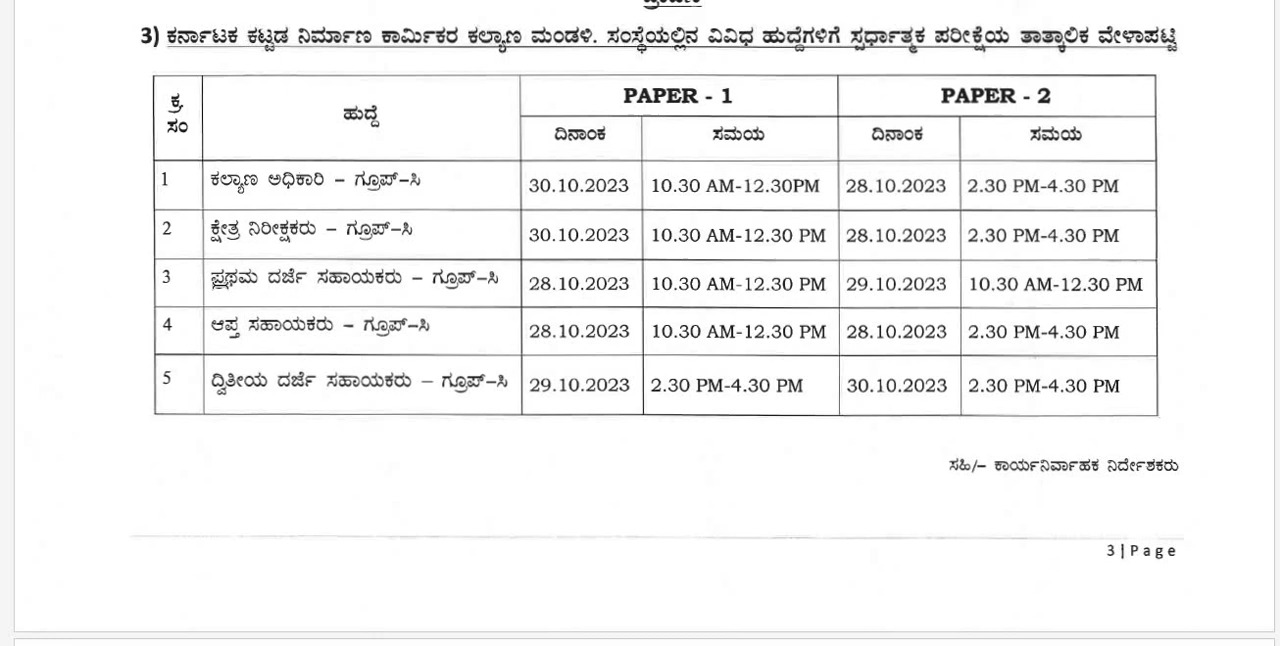 3) ಕರ್ನಾಟಕ ಕಟ್ಟಡ ನಿರ್ಮಾಣ ಕಾರ್ಮಿಕರ ಕಲ್ಯಾಣ ಮಂಡಳಿ. ಸಂಸ್ಥೆಯಲ್ಲಿನ ವಿವಿಧ ಹುದ್ದೆಗಳಿಗೆ ಸ್ಪರ್ಧಾತ್ಮಕ ಪರೀಕ್ಷೆಯ ತಾತ್ಕಾಲಿಕ ವೇಳಾಪಟ್ಟಿ
ಕ್ರ ಸಂ ಹುದ್ದೆ PAPER - 1 PAPER - 2
ದಿನಾಂಕ ಸಮಯ ದಿನಾಂಕ ಸಮಯ
1 ಕಲ್ಯಾಣ ಅಧಿಕಾರಿ – ಗ್ರೂಪ್-ಸಿ 30.10.2023 10.30 AM-12.30PM 28.10.2023 2.30 PM-4.30 PM
2 ಕ್ಷೇತ್ರ ನಿರೀಕ್ಷಕರು – ಗ್ರೂಪ್-ಸಿ 30.10.2023 10.30 AM-12.30 PM 28.10.2023 2.30 PM-4.30 PM
3 ಪ್ರಥಮ ದರ್ಜೆ ಸಹಾಯಕರು – ಗ್ರೂಪ್-ಸಿ 28.10.2023 10.30 AM-12.30 PM 29.10.2023 10.30 AM-12.30 PM
4 ಆಪ್ತ ಸಹಾಯಕರು – ಗ್ರೂಪ್-ಸಿ 28.10.2023 10.30 AM-12.30 PM 28.10.2023 2.30 PM-4.30 PM
5 ದ್ವಿತೀಯ ದರ್ಜೆ ಸಹಾಯಕರು – ಗ್ರೂಪ್-ಸಿ 29.10.2023 2.30 PM-4.30 PM 30.10.2023 2.30 PM-4.30 PM
ಸಹಿ/- ಕಾರ್ಯನಿರ್ವಾಹಕ ನಿರ್ದೇಶಕರು
3 | Page